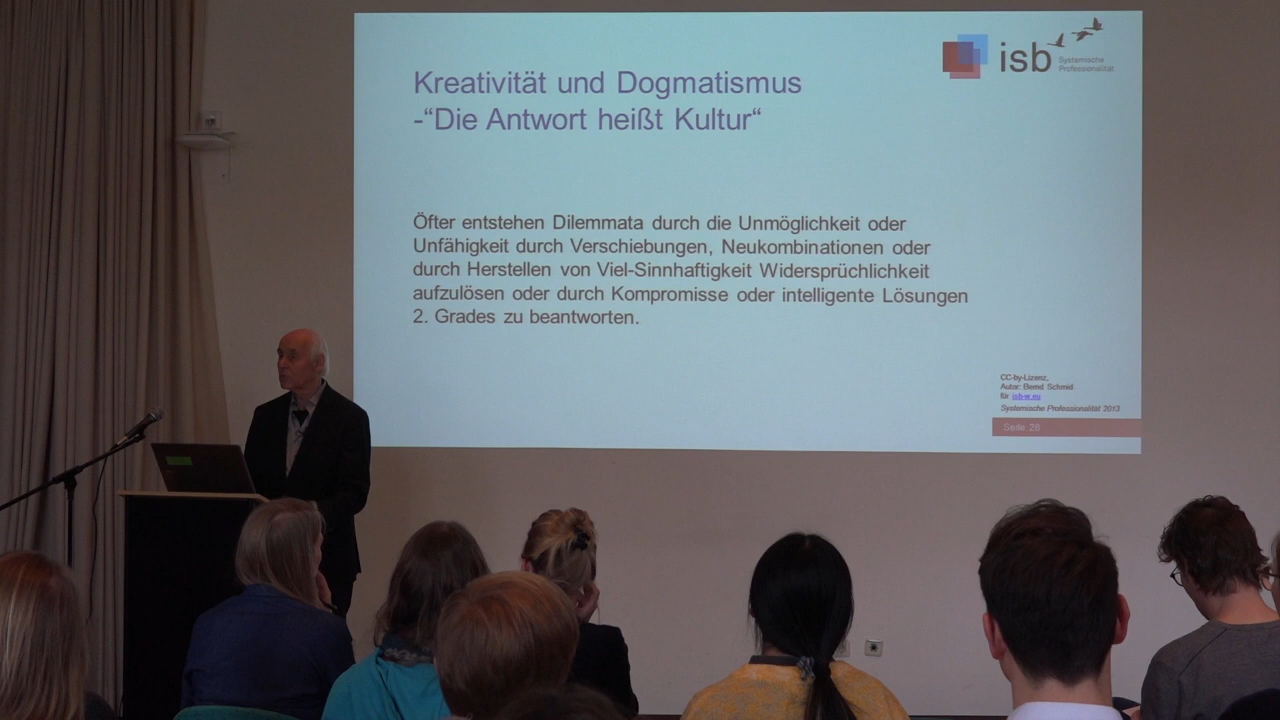 isb
Systemische
Professionalität
Kreativität und Dogmatismus
-“Die Antwort heißt Kultur“
Öfter entstehen Dilemmata durch die Unmöglichkeit oder
Unfähigkeit durch Verschiebungen, Neukombinationen oder
durch Herstellen von Viel-Sinnhaftigkeit Widersprüchlichkeit
aufzulösen oder durch Kompromisse oder intelligente Lösungen
2. Grades zu beantworten.
CC-by-Lizenz,
Autor: Bernd Schmid
für isb-w.eu
Systemische Professionalität 2013
Seite 28